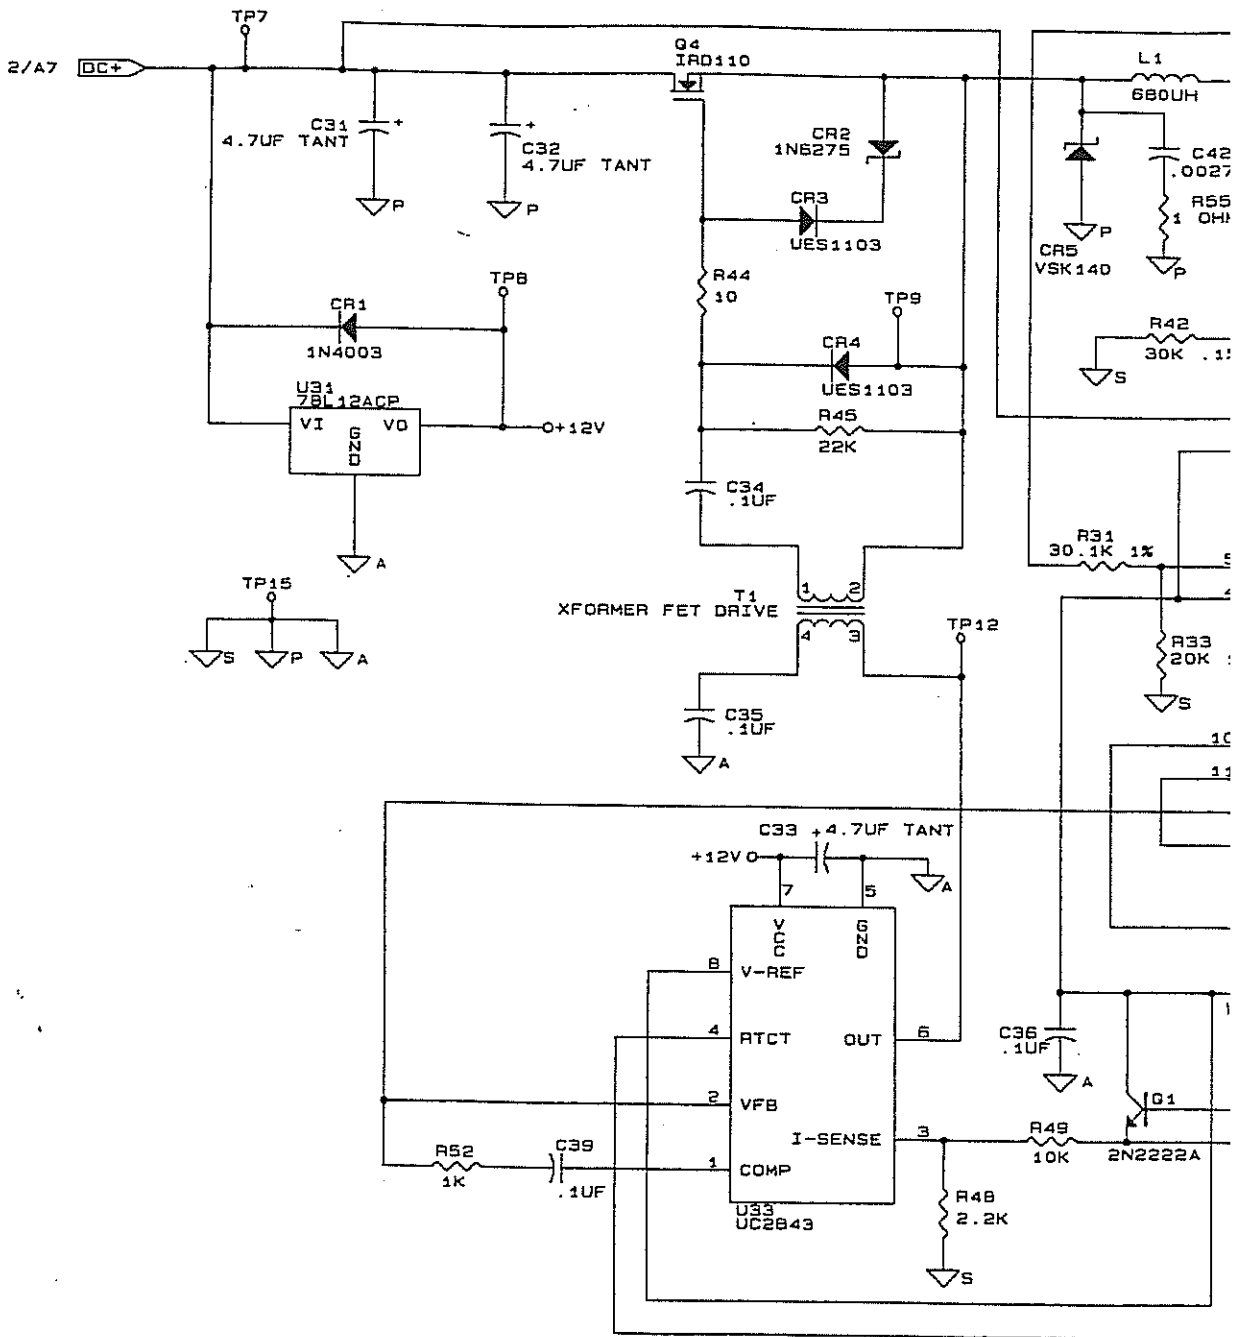 TP7
2/A7 DC+
Q4
IRD110
L1
680UH
C31
4.7UF TANT
+
C32
4.7UF TANT
+
P
P
CR2
1N6275
CR3
UES1103
C42
.0027
R55
1
P
CR5
VSK14D
P
R44
10
TP8
TP9
CR1
1N4003
CR4
UES1103
R42
30K
S
U31
78L12ACP
VI GND VO
+12V
R45
22K
C34
.1UF
A
R31
30.1K 1%
TP15
S P A
T1
XFORMER FET DRIVE
1 2
4 3
TP12
R33
20K
S
C35
.1UF
A
10
11
C33 + 4.7UF TANT
+12V
A
7 5
VCC GND
8 V-REF
4 RTCT
OUT 6
2 VFB
I-SENSE 3
1 COMP
U33
UC2843
C36
.1UF
A
Q1
2N2222A
R49
10K
R52
1K
C39
.1UF
R48
2.2K
S